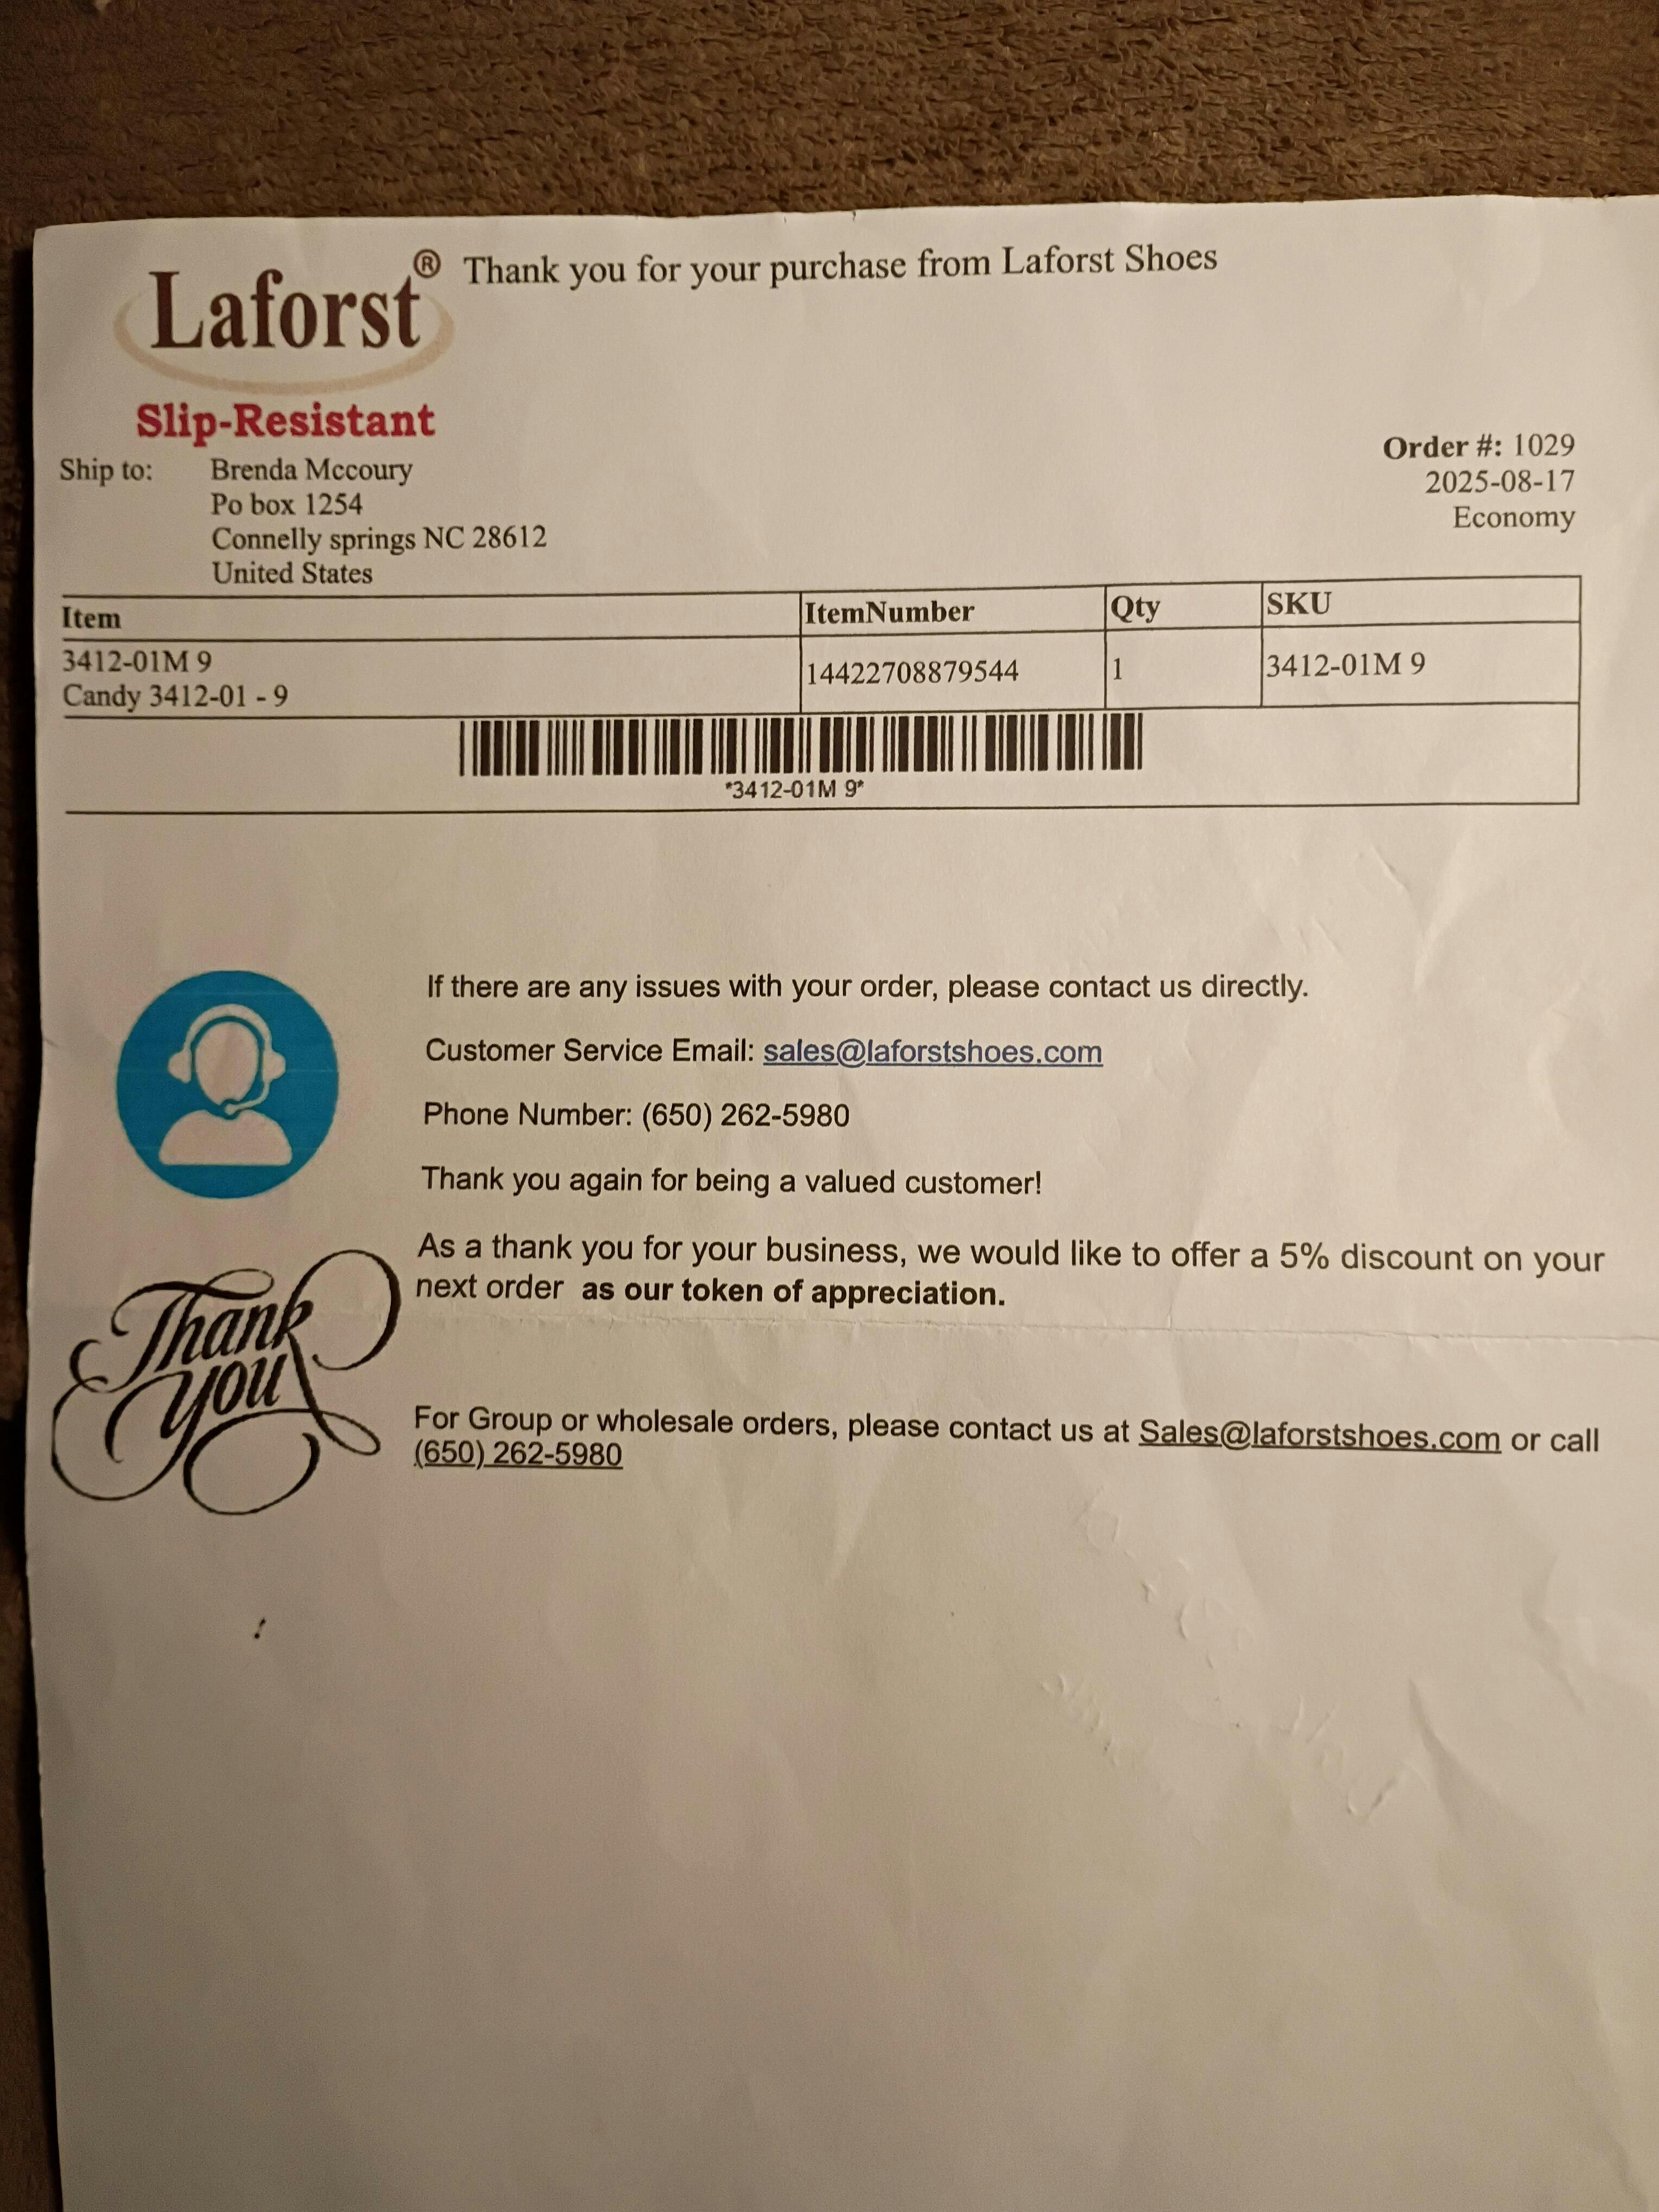 Laforst® Thank you for your purchase from Laforst Shoes
Slip-Resistant
Ship to: Brenda Mccoury
Po box 1254
Connelly springs NC 28612
United States
Order #: 1029
2025-08-17
Economy
Item ItemNumber Qty SKU
3412-01M 9 14422708879544 1 3412-01M 9
Candy 3412-01 - 9
*3412-01M 9*
If there are any issues with your order, please contact us directly.
Customer Service Email: sales@laforstshoes.com
Phone Number: (650) 262-5980
Thank you again for being a valued customer!
As a thank you for your business, we would like to offer a 5% discount on your
next order as our token of appreciation.
Thank
you
For Group or wholesale orders, please contact us at Sales@laforstshoes.com or call
(650) 262-5980